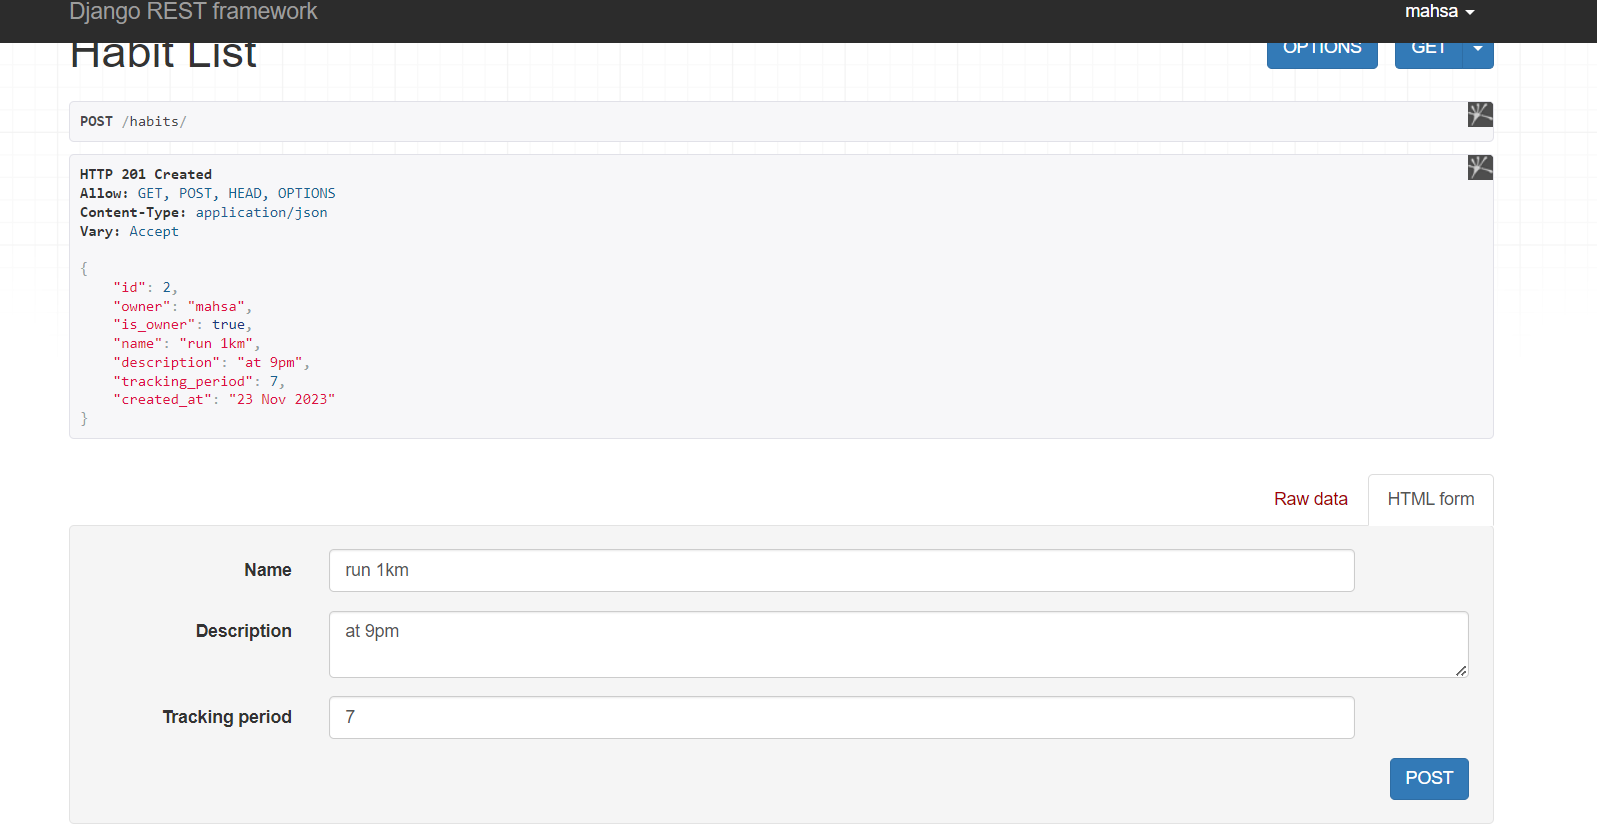 Django REST framework
mahsa
Habit List
OPTIONS
GET
POST /habits/
HTTP 201 Created
Allow: GET, POST, HEAD, OPTIONS
Content-Type: application/json
Vary: Accept
{
"id": 2,
"owner": "mahsa",
"is_owner": true,
"name": "run 1km",
"description": "at 9pm",
"tracking_period": 7,
"created_at": "23 Nov 2023"
}
Raw data
HTML form
Name
run 1km
Description
at 9pm
Tracking period
7
POST